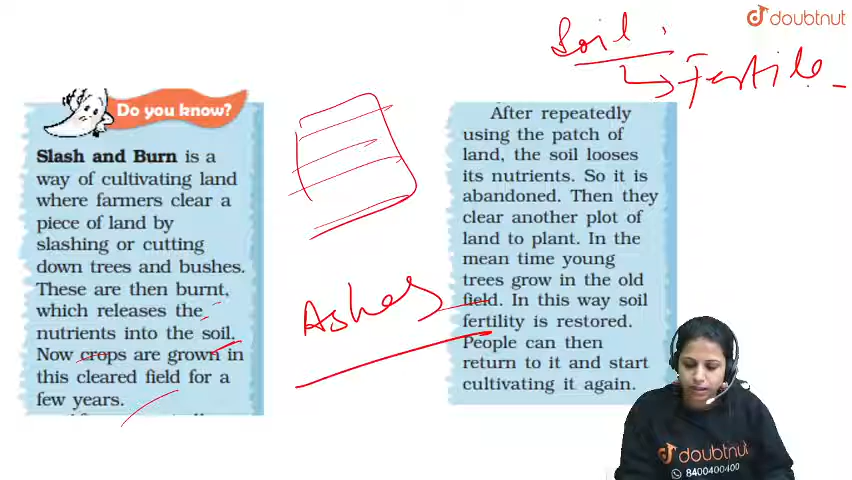 doubtnut
Soil
Fertile
Do you know?
Slash and Burn is a
way of cultivating land
where farmers clear a
piece of land by
slashing or cutting
down trees and bushes.
These are then burnt,
which releases the
nutrients into the soil.
Now crops are grown in
this cleared field for a
few years.
Ashes
After repeatedly
using the patch of
land, the soil looses
its nutrients. So it is
abandoned. Then they
clear another plot of
land to plant. In the
mean time young
trees grow in the old
field. In this way soil
fertility is restored.
People can then
return to it and start
cultivating it again.
doubtnut
8400400400